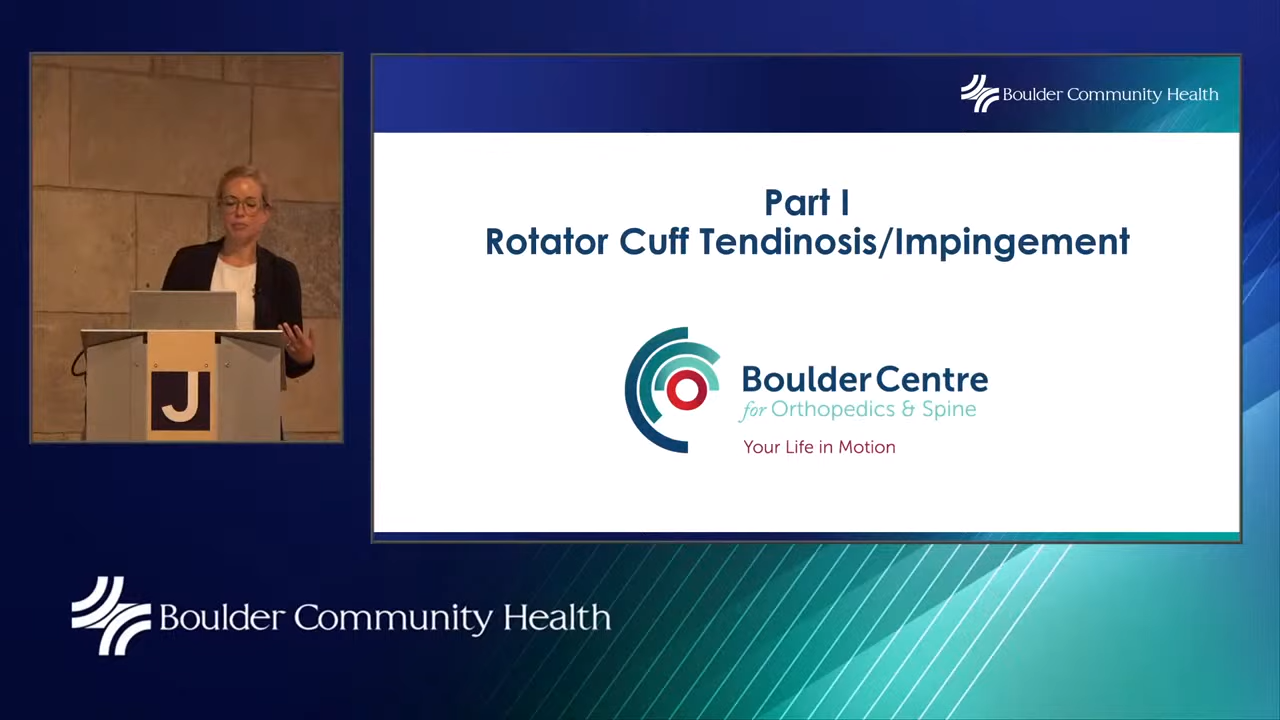 J
Boulder Community Health
Part I
Rotator Cuff Tendinosis/Impingement
Boulder Centre
for Orthopedics & Spine
Your Life in Motion
Boulder Community Health